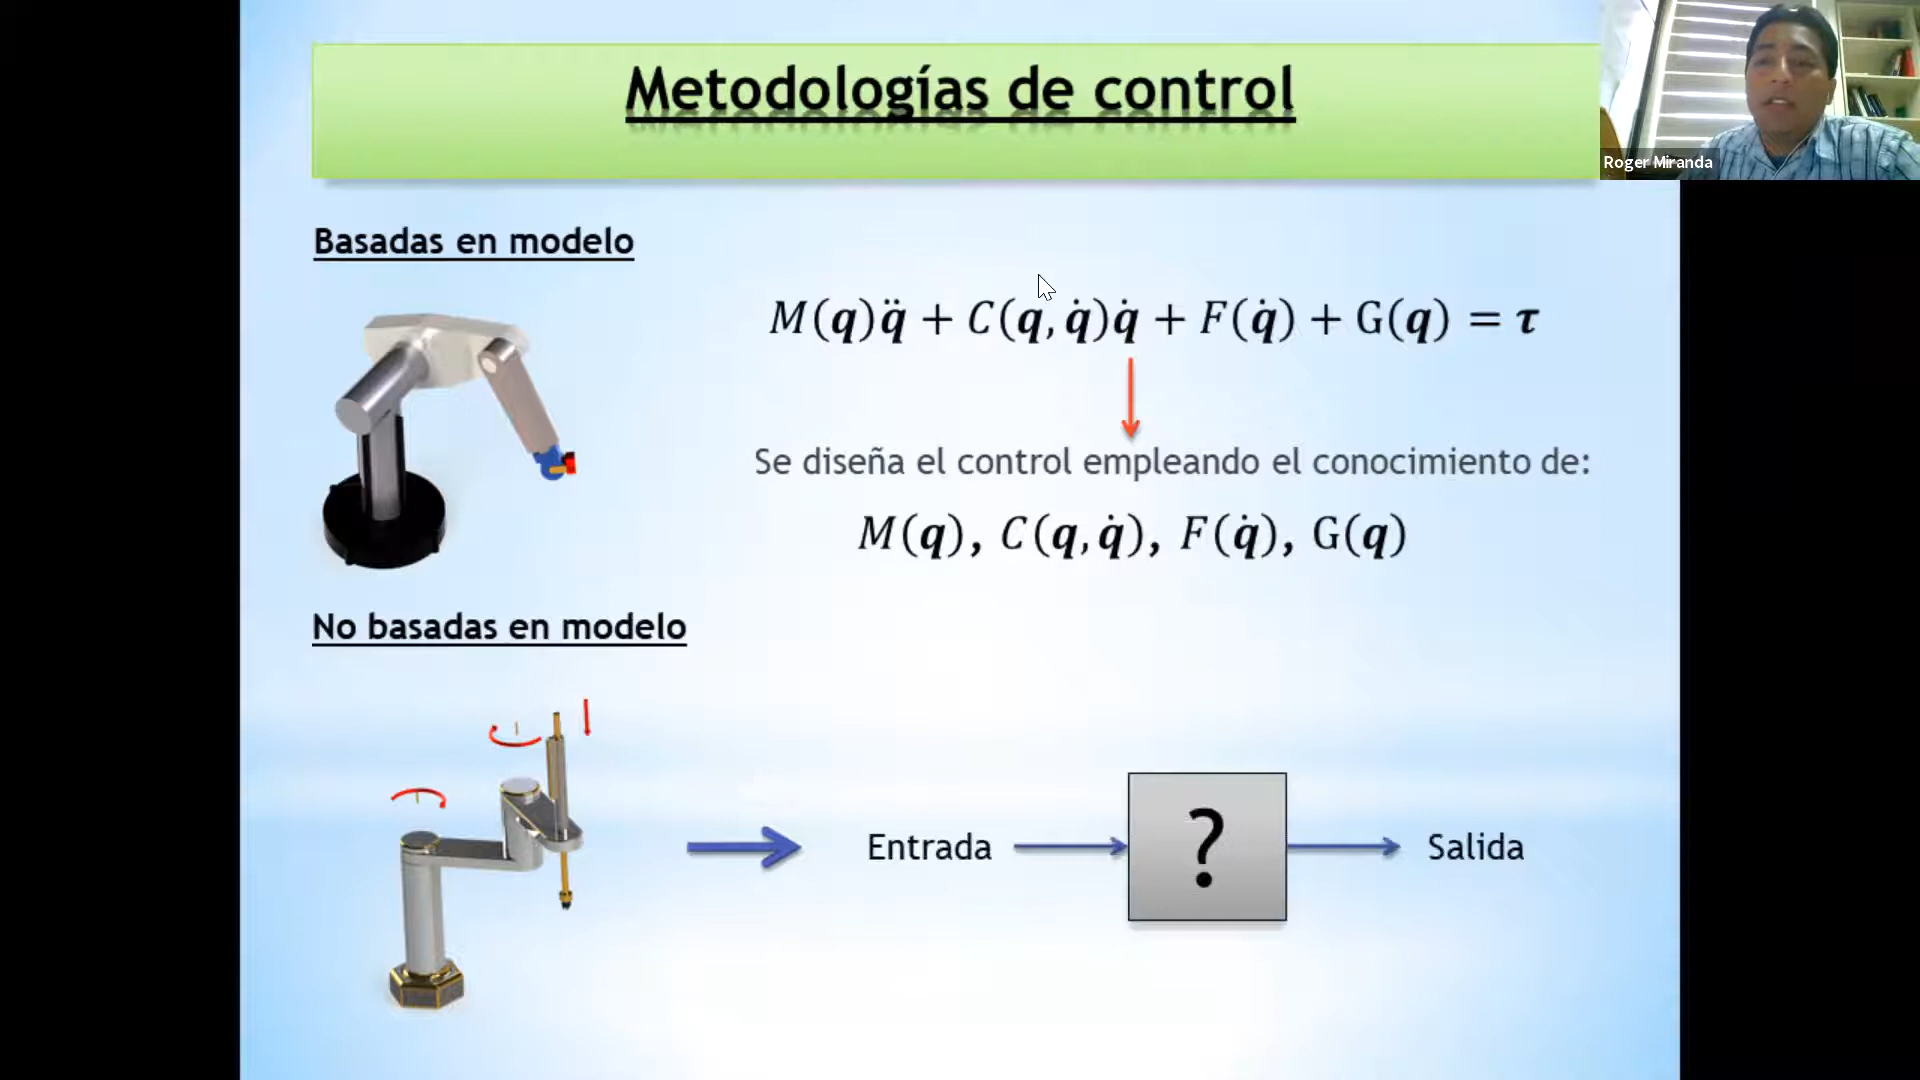 Metodologías de control
Roger Miranda
Basadas en modelo
M(q)q̈ + C(q, q̇)q̇ + F(q̇) + G(q) = τ
Se diseña el control empleando el conocimiento de:
M(q), C(q, q̇), F(q̇), G(q)
No basadas en modelo
Entrada
?
Salida